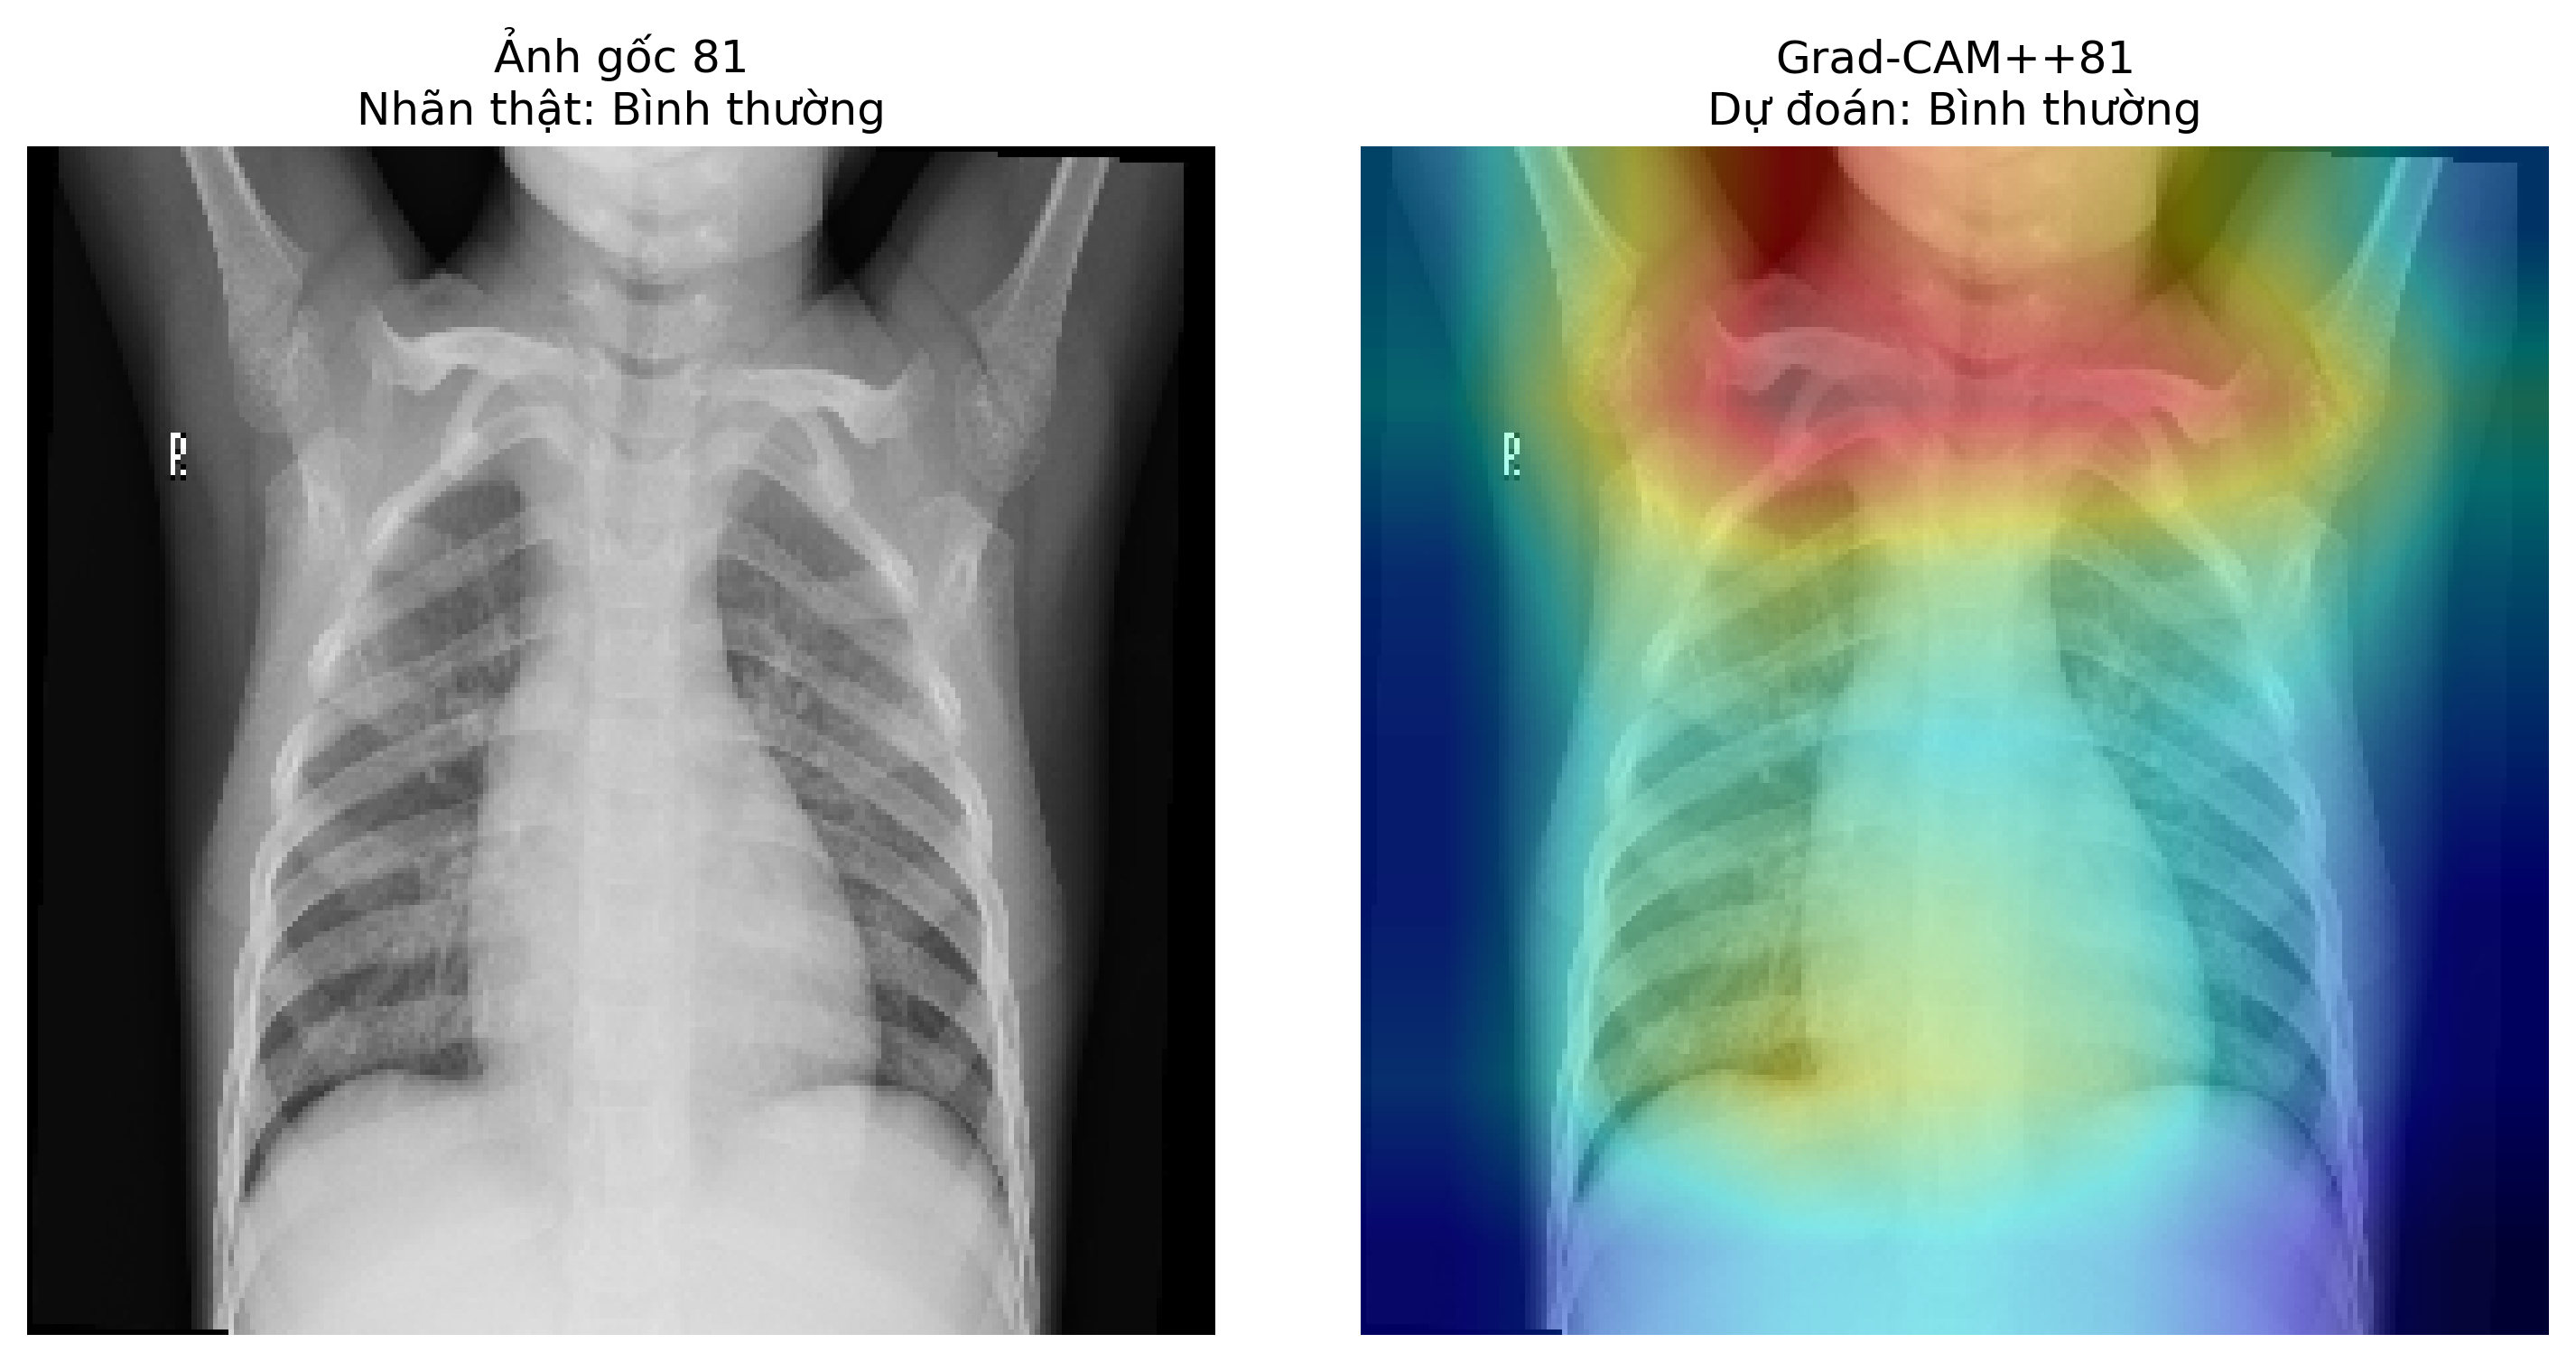 Ảnh gốc 81
Nhãn thật: Bình thường
Grad-CAM++81
Dự đoán: Bình thường
R
R